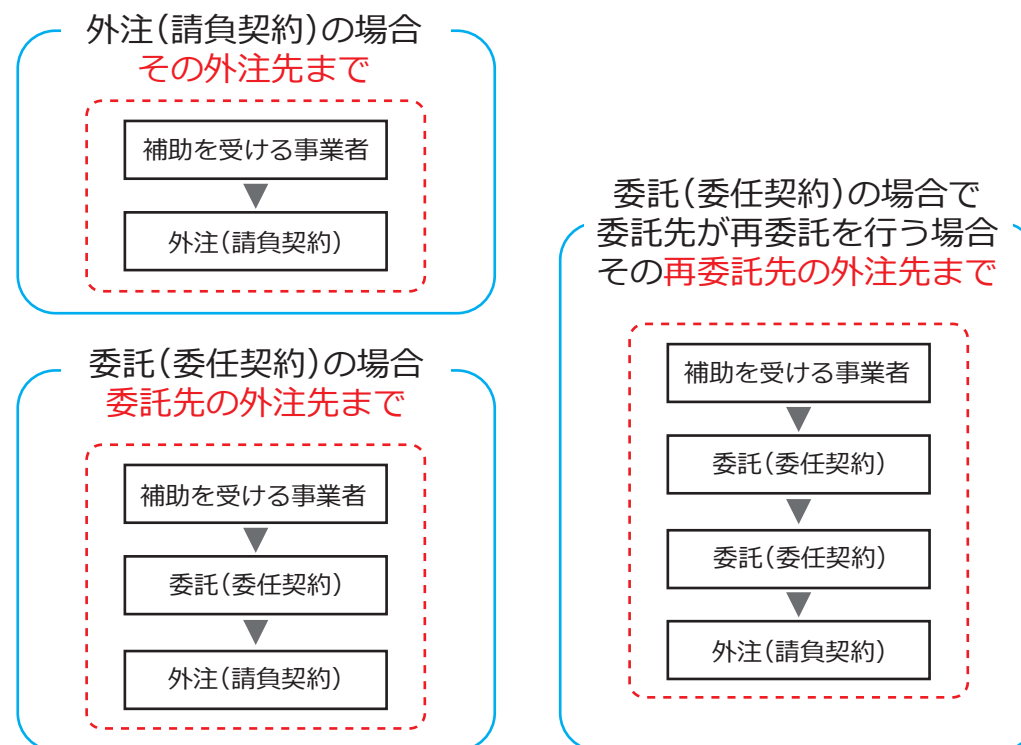 外注(請負契約)の場合
その外注先まで
補助を受ける事業者
外注(請負契約)
委託(委任契約)の場合
委託先の外注先まで
補助を受ける事業者
委託(委任契約)
外注(請負契約)
委託(委任契約)の場合で
委託先が再委託を行う場合
その再委託先の外注先まで
補助を受ける事業者
委託(委任契約)
委託(委任契約)
外注(請負契約)